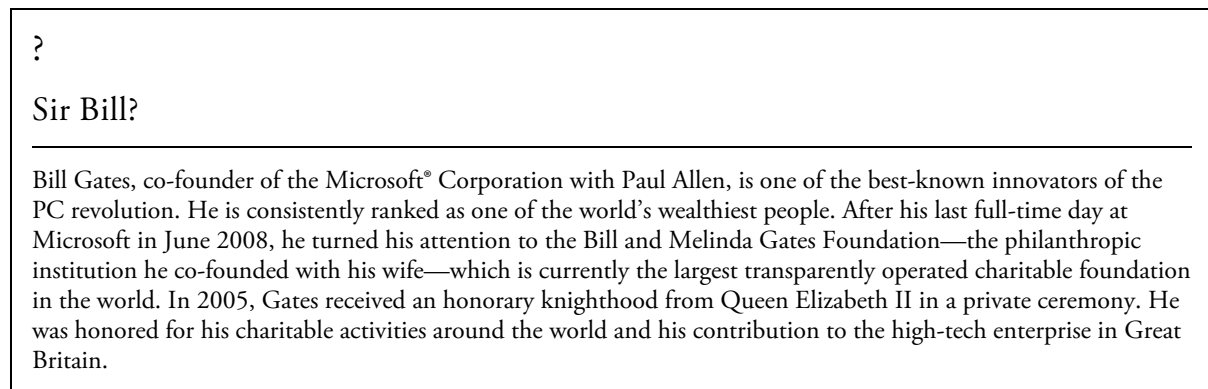 ?
Sir Bill?
Bill Gates, co-founder of the Microsoft® Corporation with Paul Allen, is one of the best-known innovators of the
PC revolution. He is consistently ranked as one of the world’s wealthiest people. After his last full-time day at
Microsoft in June 2008, he turned his attention to the Bill and Melinda Gates Foundation—the philanthropic
institution he co-founded with his wife—which is currently the largest transparently operated charitable foundation
in the world. In 2005, Gates received an honorary knighthood from Queen Elizabeth II in a private ceremony. He
was honored for his charitable activities around the world and his contribution to the high-tech enterprise in Great
Britain.